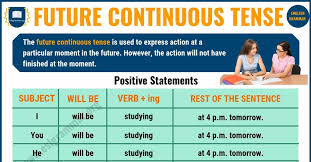 FUTURE CONTINUOUS TENSE
ENGLISH
GRAMMAR
The future continuous tense is used to express action at a
particular moment in the future. However, the action will not have
finished at the moment.
Positive Statements
SUBJECT WILL BE VERB + ing REST OF THE SENTENCE
I will be studying at 4 p.m. tomorrow.
You will be studying at 4 p.m. tomorrow.
He will be studying at 4 p.m. tomorrow.